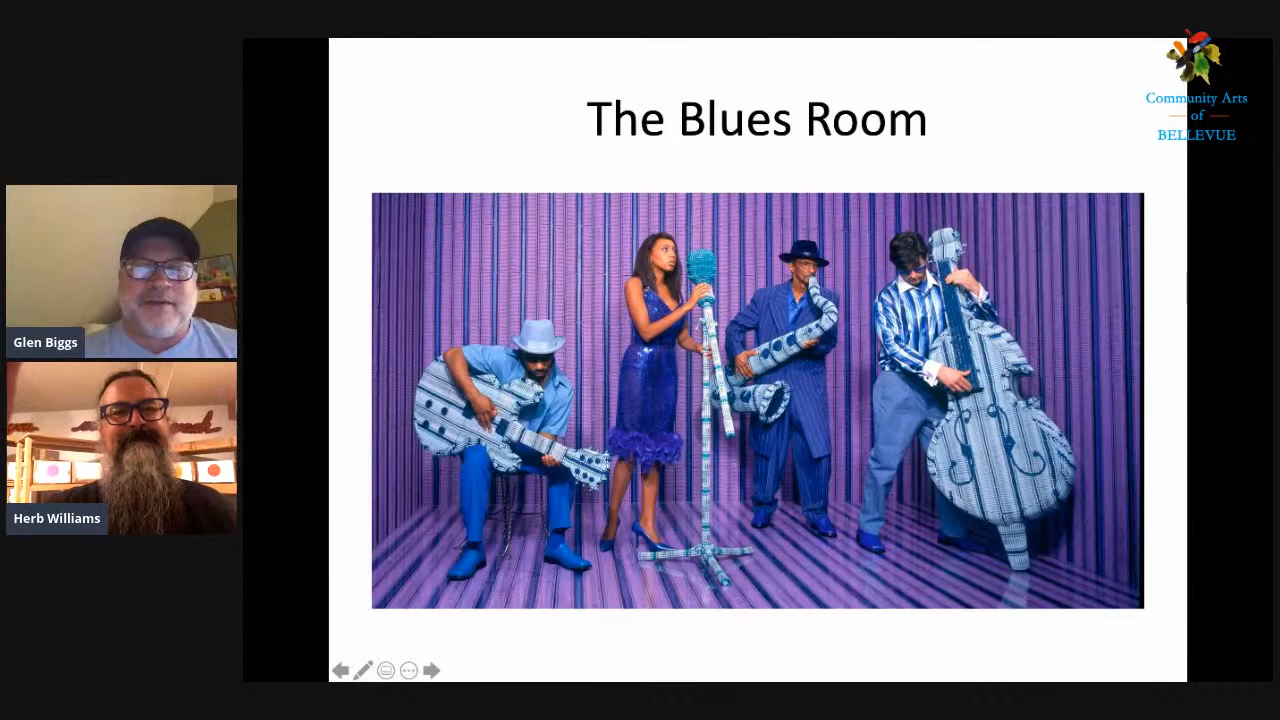 The Blues Room
Community Arts
of
BELLEVUE
Glen Biggs
Herb Williams